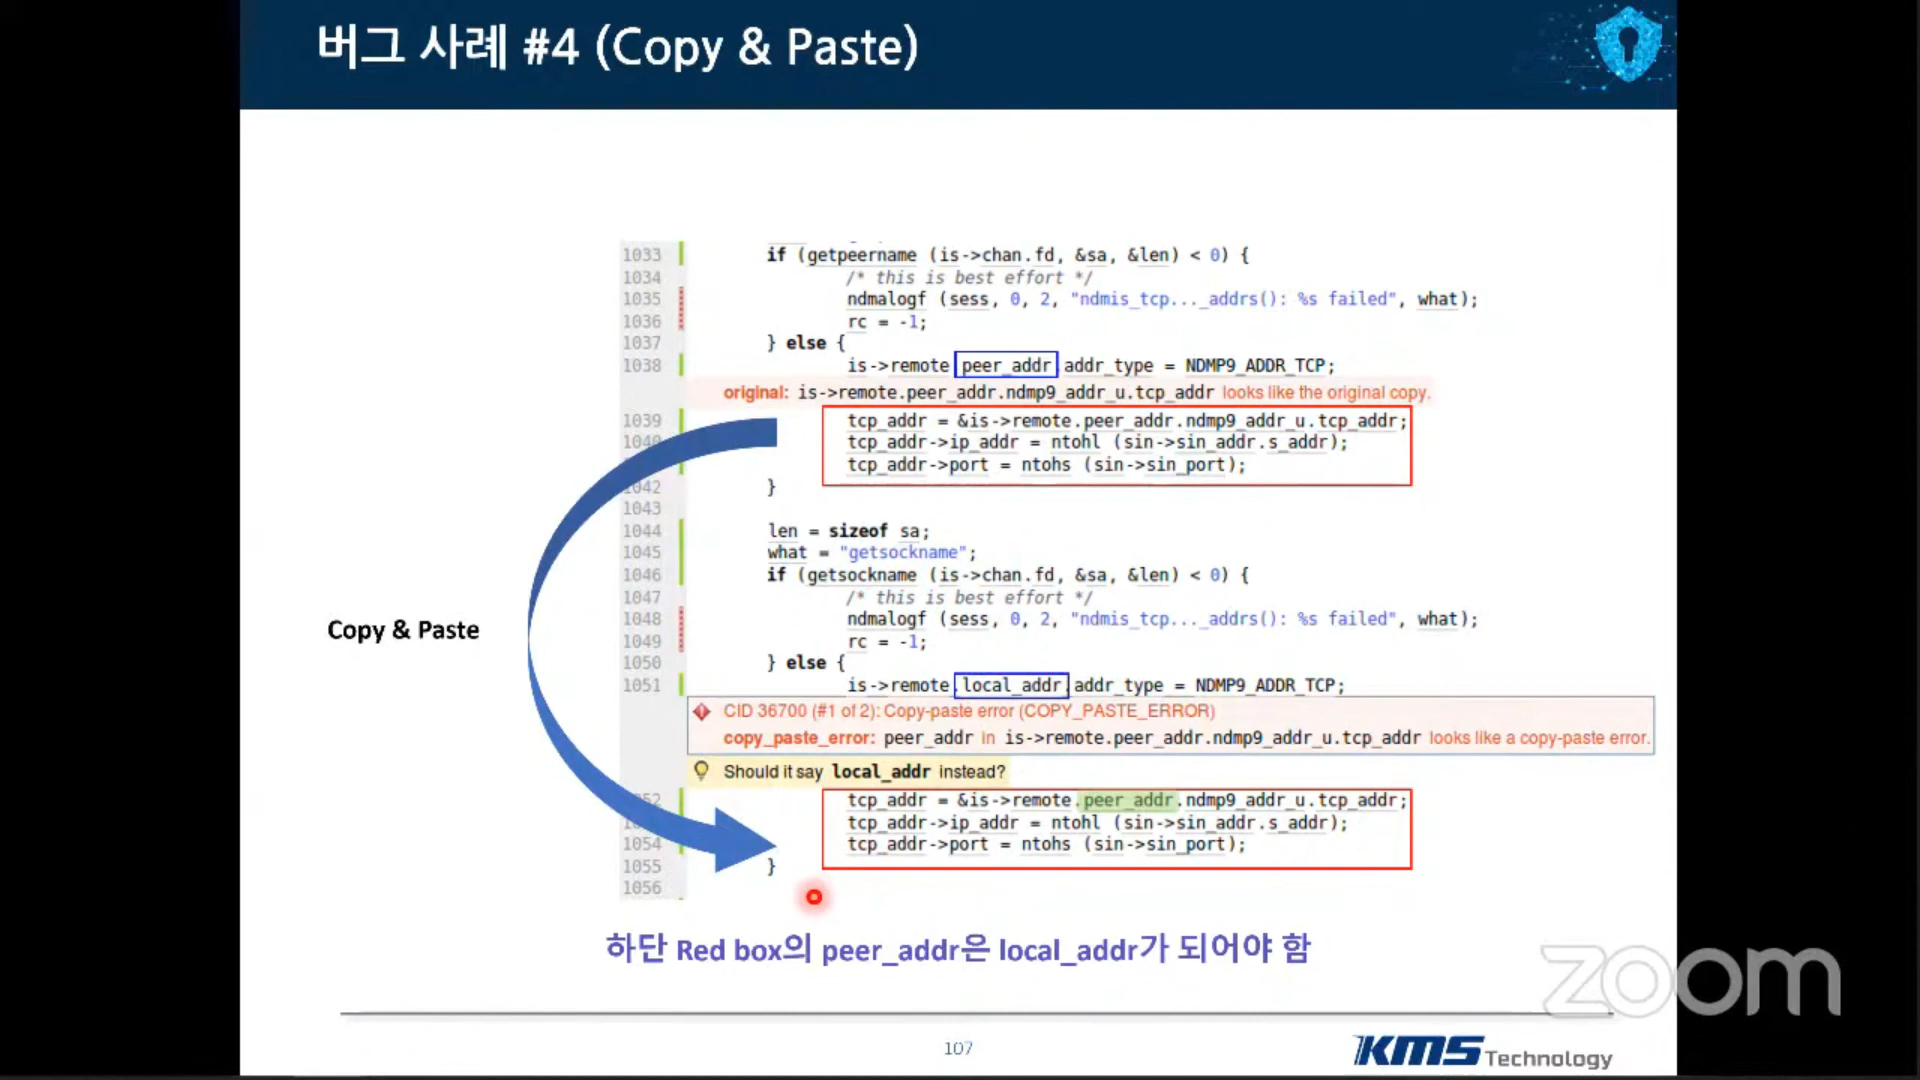 버그 사례 #4 (Copy & Paste)
1033 if (getpeername (is->chan.fd, &sa, &len) < 0) {
1034 /* this is best effort */
1035 ndmalogf (sess, 0, 2, "ndmis_tcp..._addrs(): %s failed", what);
1036 rc = -1;
1037 } else {
1038 is->remote.peer_addr.addr_type = NDMP9_ADDR_TCP;
original: is->remote.peer_addr.ndmp9_addr_u.tcp_addr looks like the original copy.
1039 tcp_addr = &is->remote.peer_addr.ndmp9_addr_u.tcp_addr;
1040 tcp_addr->ip_addr = ntohl (sin->sin_addr.s_addr);
tcp_addr->port = ntohs (sin->sin_port);
1042 }
1043
1044 len = sizeof sa;
1045 what = "getsockname";
1046 if (getsockname (is->chan.fd, &sa, &len) < 0) {
1047 /* this is best effort */
1048 ndmalogf (sess, 0, 2, "ndmis_tcp..._addrs(): %s failed", what);
1049 rc = -1;
1050 } else {
1051 is->remote.local_addr.addr_type = NDMP9_ADDR_TCP;
CID 36700 (#1 of 2): Copy-paste error (COPY_PASTE_ERROR)
copy_paste_error: peer_addr in is->remote.peer_addr.ndmp9_addr_u.tcp_addr looks like a copy-paste error.
Should it say local_addr instead?
52 tcp_addr = &is->remote.peer_addr.ndmp9_addr_u.tcp_addr;
tcp_addr->ip_addr = ntohl (sin->sin_addr.s_addr);
1054 tcp_addr->port = ntohs (sin->sin_port);
1055 }
1056
Copy & Paste
하단 Red box의 peer_addr은 local_addr가 되어야 함
zoom
107
KMS Technology